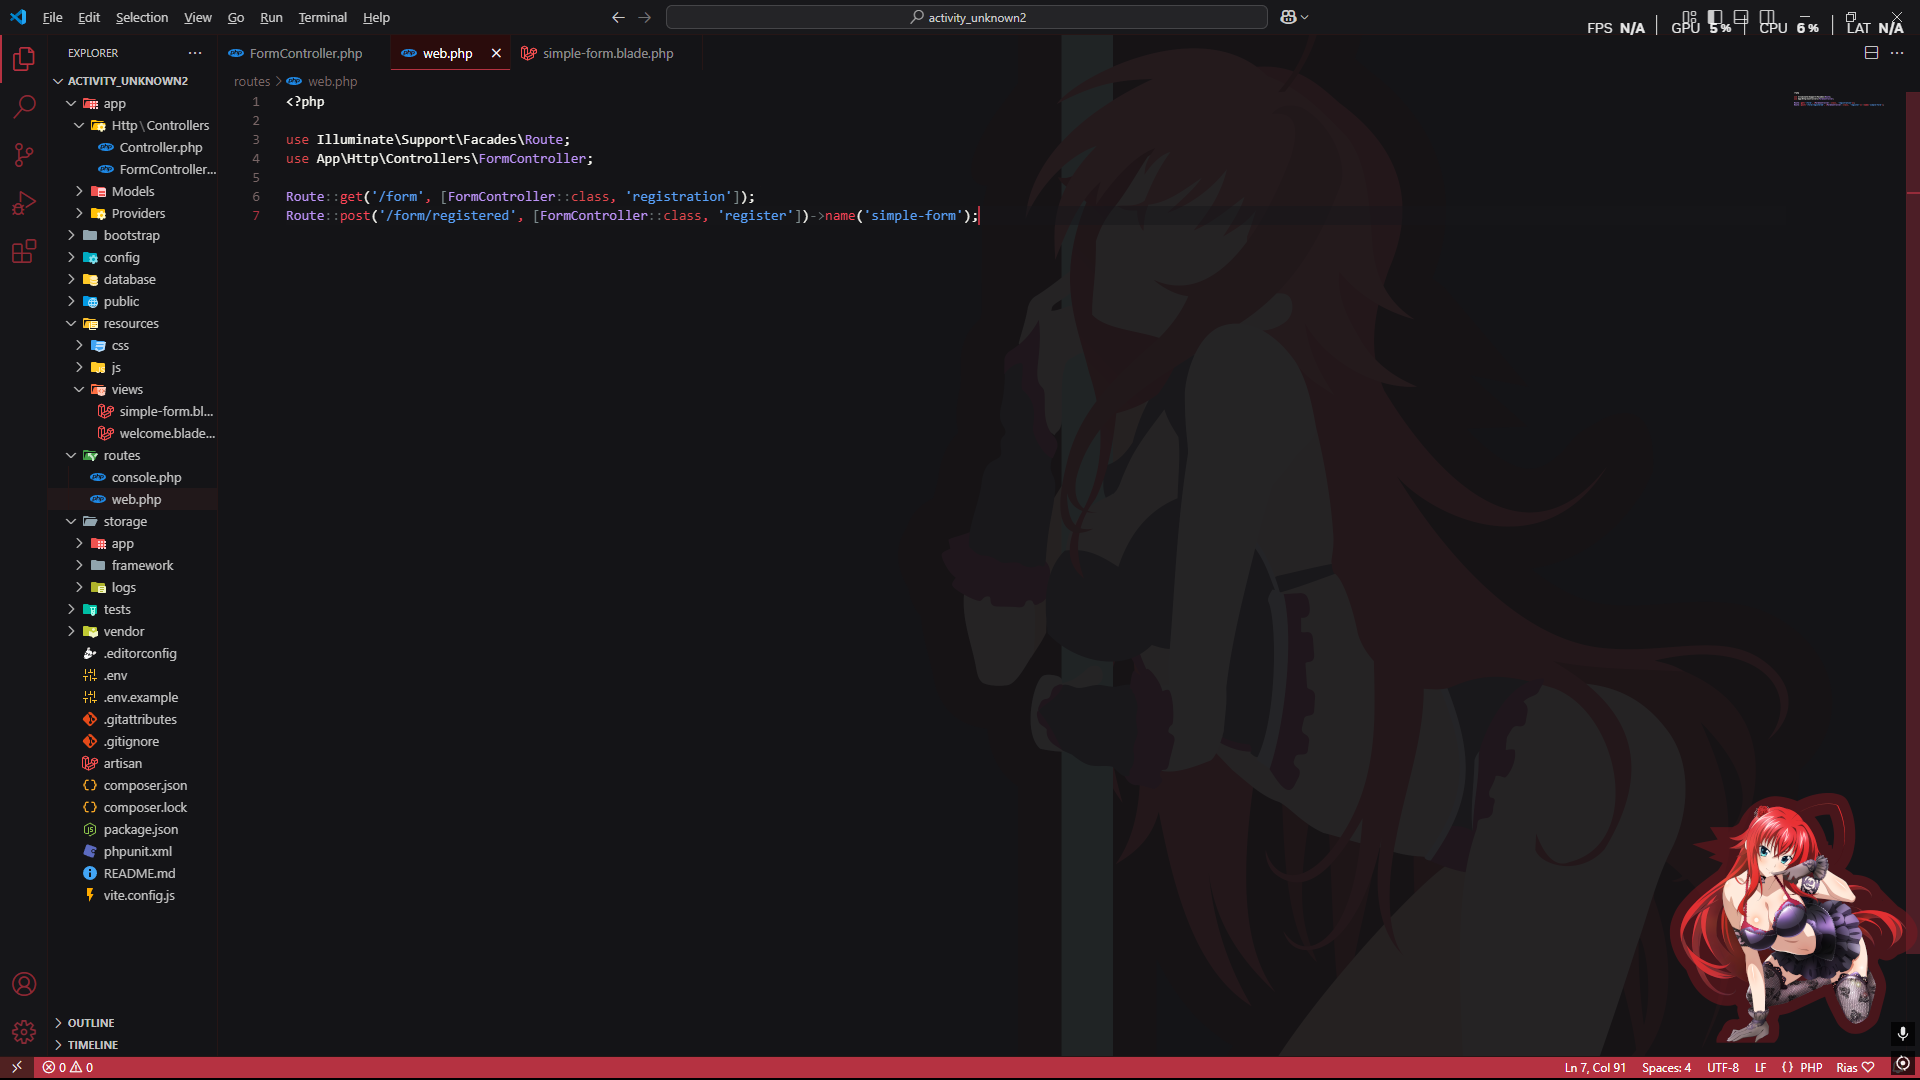 File Edit Selection View Go Run Terminal Help
activity_unknown2
FPS N/A GPU 5 % CPU 6 % LAT N/A
EXPLORER
FormController.php
web.php
simple-form.blade.php
ACTIVITY_UNKNOWN2
app
Http\Controllers
Controller.php
FormController...
Models
Providers
bootstrap
config
database
public
resources
css
js
views
simple-form.bl...
welcome.blade...
routes
console.php
web.php
storage
app
framework
logs
tests
vendor
.editorconfig
.env
.env.example
.gitattributes
.gitignore
artisan
composer.json
composer.lock
package.json
phpunit.xml
README.md
vite.config.js
OUTLINE
TIMELINE
routes > web.php
1 <?php
2
3 use Illuminate\Support\Facades\Route;
4 use App\Http\Controllers\FormController;
5
6 Route::get('/form', [FormController::class, 'registration']);
7 Route::post('/form/registered', [FormController::class, 'register'])->name('simple-form');
0 0
Ln 7, Col 91 Spaces: 4 UTF-8 LF {} PHP Rias